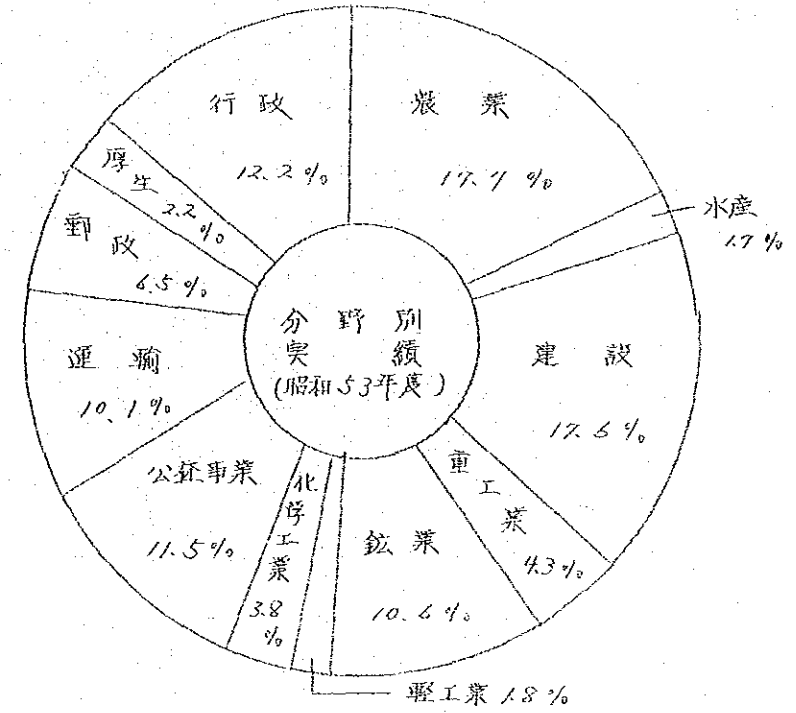 分野別
実績
(昭和53年度)
農業
17.7%
水産
1.7%
建設
17.6%
重工業
4.3%
鉱業
10.6%
軽工業 1.8%
化学工業
3.8
%
公益事業
11.5%
運輸
10.1%
郵政
6.5%
厚生
2.2%
行政
12.2%